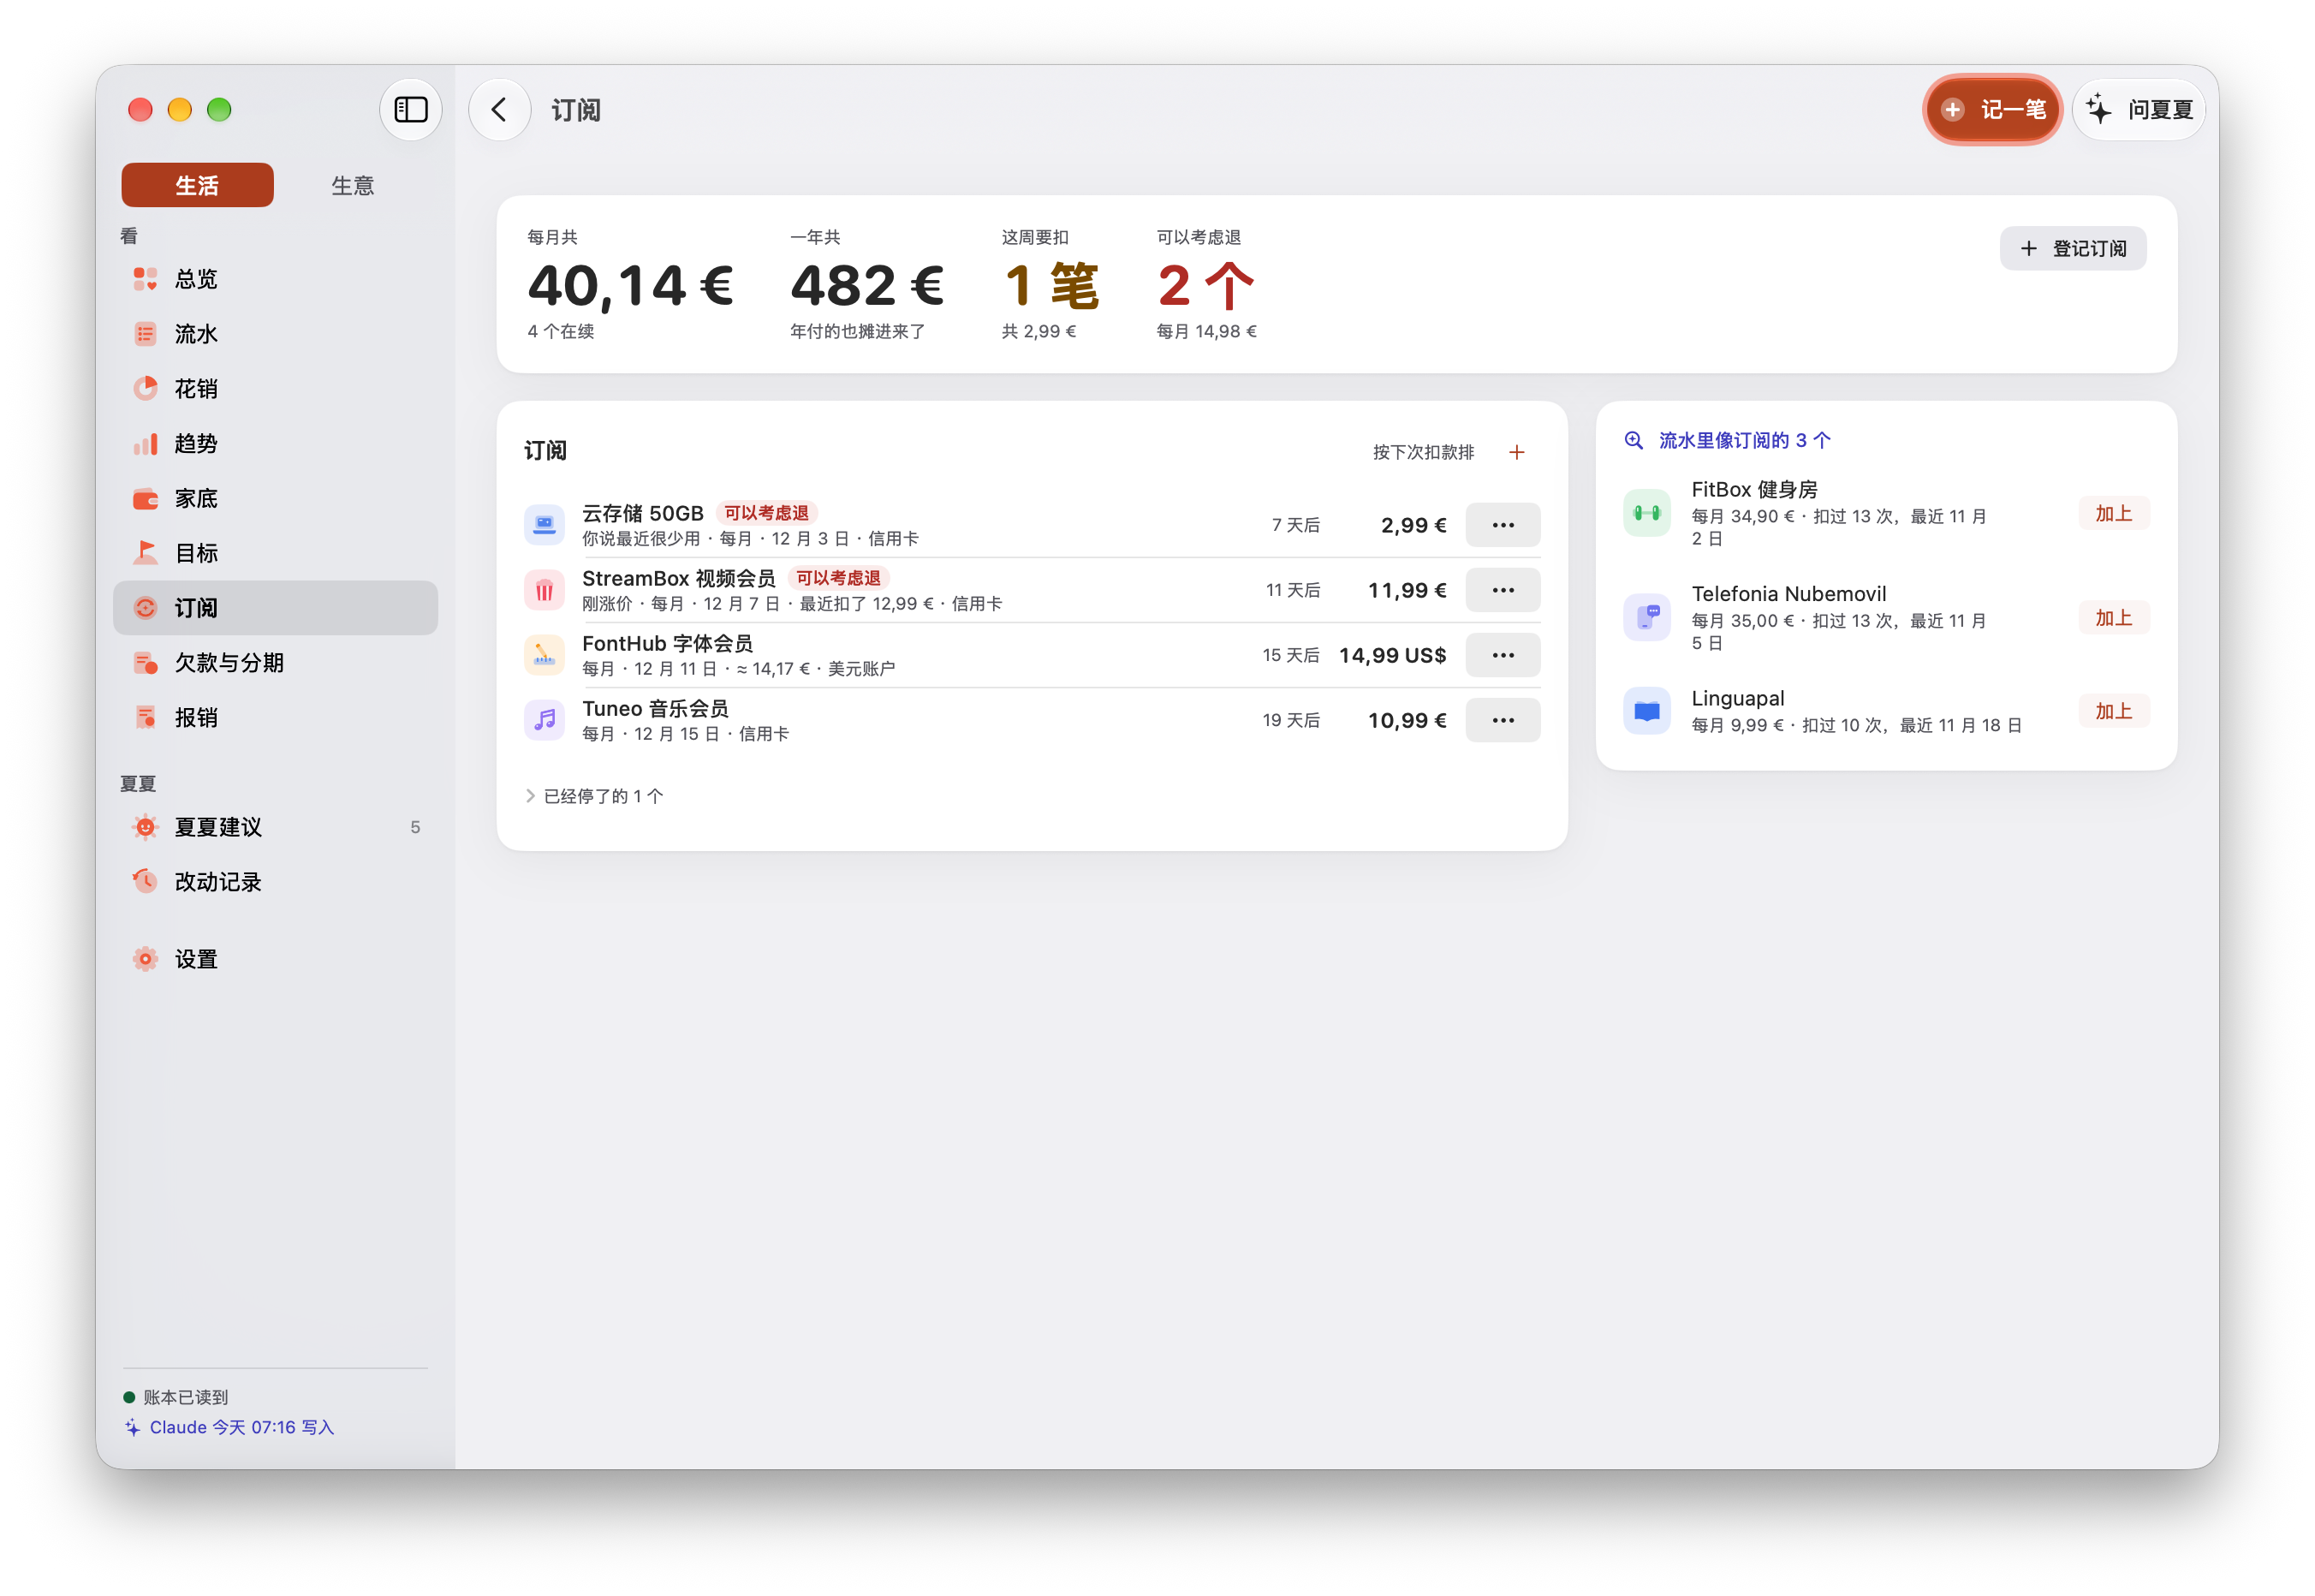 订阅
记一笔
问夏夏
生活
生意
看
总览
流水
花销
趋势
家底
目标
订阅
欠款与分期
报销
夏夏
夏夏建议
5
改动记录
设置
账本已读到
Claude 今天 07:16 写入
每月共
40,14 €
4 个在续
一年共
482 €
年付的也摊进来了
这周要扣
1 笔
共 2,99 €
可以考虑退
2 个
每月 14,98 €
登记订阅
订阅
按下次扣款排
云存储 50GB 可以考虑退
你说最近很少用 · 每月 · 12 月 3 日 · 信用卡
7 天后
2,99 €
StreamBox 视频会员 可以考虑退
刚涨价 · 每月 · 12 月 7 日 · 最近扣了 12,99 € · 信用卡
11 天后
11,99 €
FontHub 字体会员
每月 · 12 月 11 日 · ≈ 14,17 € · 美元账户
15 天后
14,99 US$
Tuneo 音乐会员
每月 · 12 月 15 日 · 信用卡
19 天后
10,99 €
已经停了的 1 个
流水里像订阅的 3 个
FitBox 健身房
每月 34,90 € · 扣过 13 次，最近 11 月
2 日
加上
Telefonia Nubemovil
每月 35,00 € · 扣过 13 次，最近 11 月
5 日
加上
Linguapal
每月 9,99 € · 扣过 10 次，最近 11 月 18 日
加上